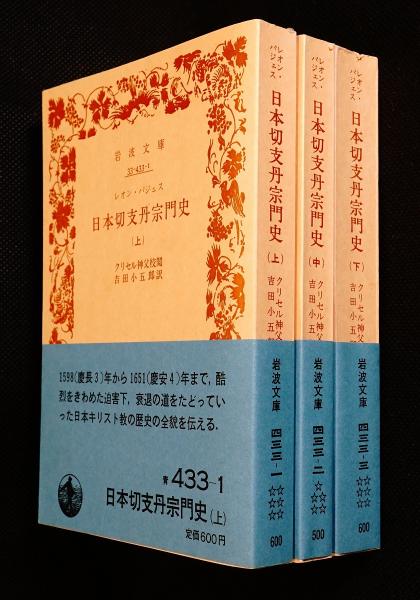 岩波文庫
33-433-1
レオン・パジェス
日本切支丹宗門史
(上)
クリセル神父校閲
吉田小五郎訳
1598(慶長3)年から1651(慶安4)年まで,酷
烈をきわめた迫害下,衰退の道をたどってい
った日本キリスト教の歴史の全貌を伝える.
青 433-1
日本切支丹宗門史(上)
定価600円
レオン・パジェス
日本切支丹宗門史(上)
クリセル神父
吉田小五
岩波文庫
四三三-一
☆☆☆☆☆☆
600
レオン・パジェス
日本切支丹宗門史(中)
クリセル神父
吉田小五
岩波文庫
四三三-二
☆☆☆☆☆
500
レオン・パジェス
日本切支丹宗門史(下)
クリセル神父
吉田小五
岩波文庫
四三三-三
☆☆☆☆☆☆
600